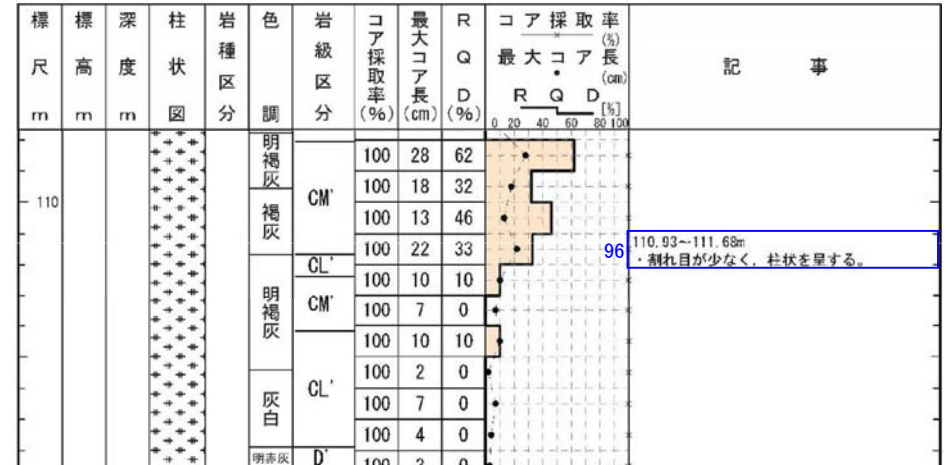 標尺 m
標高 m
深度 m
柱状図
岩種区分
色調
岩級区分
コア採取率(%)
最大コア長(cm)
RQD(%)
コア採取率(%)
最大コア長(cm)
RQD[%]
0 20 40 60 80 100
記事
明褐灰
100 28 62
110
CM'
100 18 32
褐灰
100 13 46
100 22 33
96
110.93~111.68m
・割れ目が少なく, 柱状を呈する。
CL'
100 10 10
明褐灰
CM'
100 7 0
100 10 10
CL'
100 2 0
灰白
100 7 0
100 4 0
明赤灰
D'
100 3 0